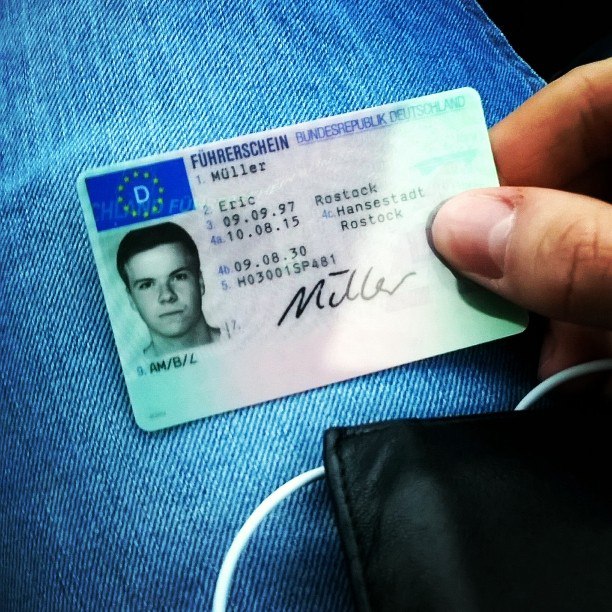 D
FÜHRERSCHEIN BUNDESREPUBLIK DEUTSCHLAND
1. Müller
2. Eric
3. 09.09.97 Rostock
4a. 10.08.15 4c. Hansestadt
Rostock
4b. 09.08.30
5. H03001SP481
7. Müller
9. AM/B/L